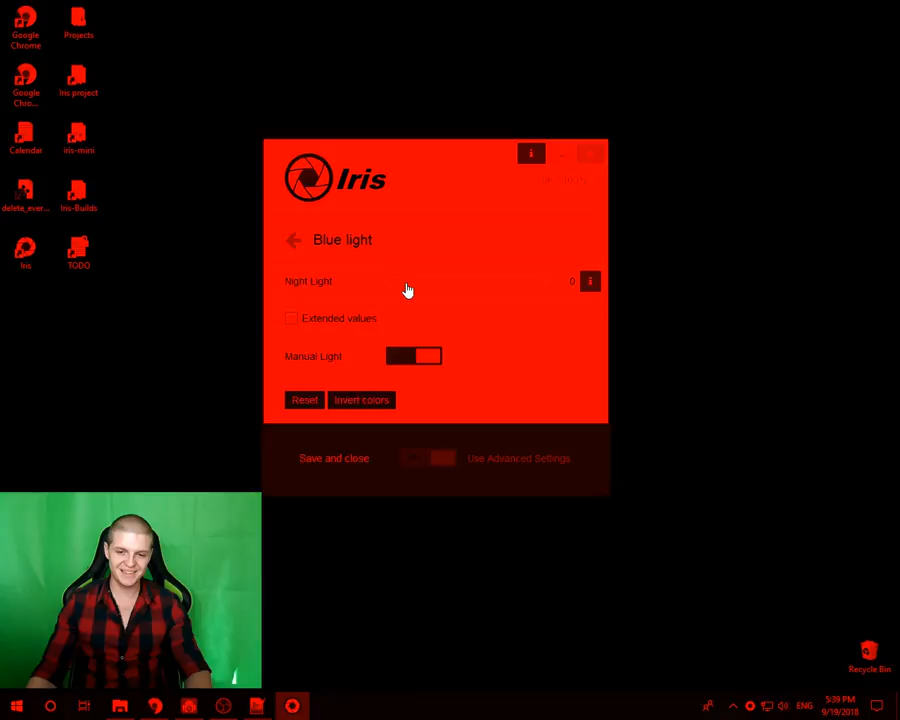 Google
Chrome
Projects
Google
Chro...
Iris project
Calendar
iris-mini
delete_ever...
Iris-Builds
Iris
TODO
Iris
Blue light
Night Light
0
i
Extended values
Manual Light
Reset
Invert colors
Save and close
Use Advanced Settings
Recycle Bin
ENG
5:39 PM
9/19/2018